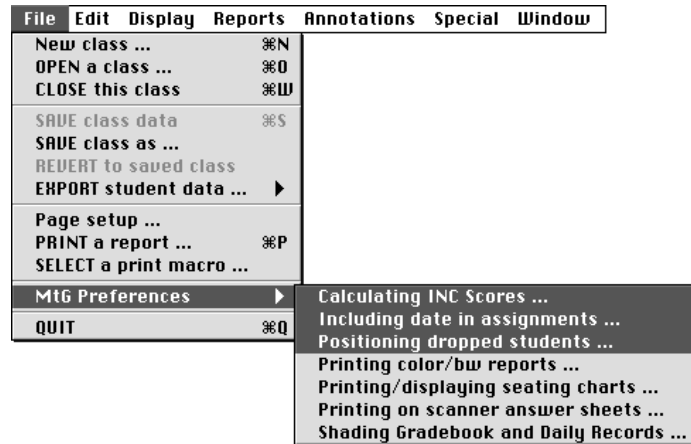 File Edit Display Reports Annotations Special Window
New class ... ⌘N
OPEN a class ... ⌘O
CLOSE this class ⌘W
SAVE class data ⌘S
SAVE class as ...
REVERT to saved class
EXPORT student data ... ▶
Page setup ...
PRINT a report ... ⌘P
SELECT a print macro ...
MtG Preferences ▶
QUIT ⌘Q
Calculating INC Scores ...
Including date in assignments ...
Positioning dropped students ...
Printing color/bw reports ...
Printing/displaying seating charts ...
Printing on scanner answer sheets ...
Shading Gradebook and Daily Records ...